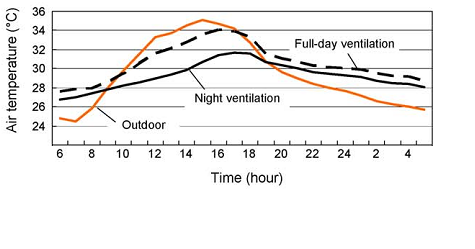 Air temperature (°C)
36
34
32
30
28
26
24
Full-day ventilation
Night ventilation
Outdoor
6 8 10 12 14 16 18 20 22 24 2 4
Time (hour)